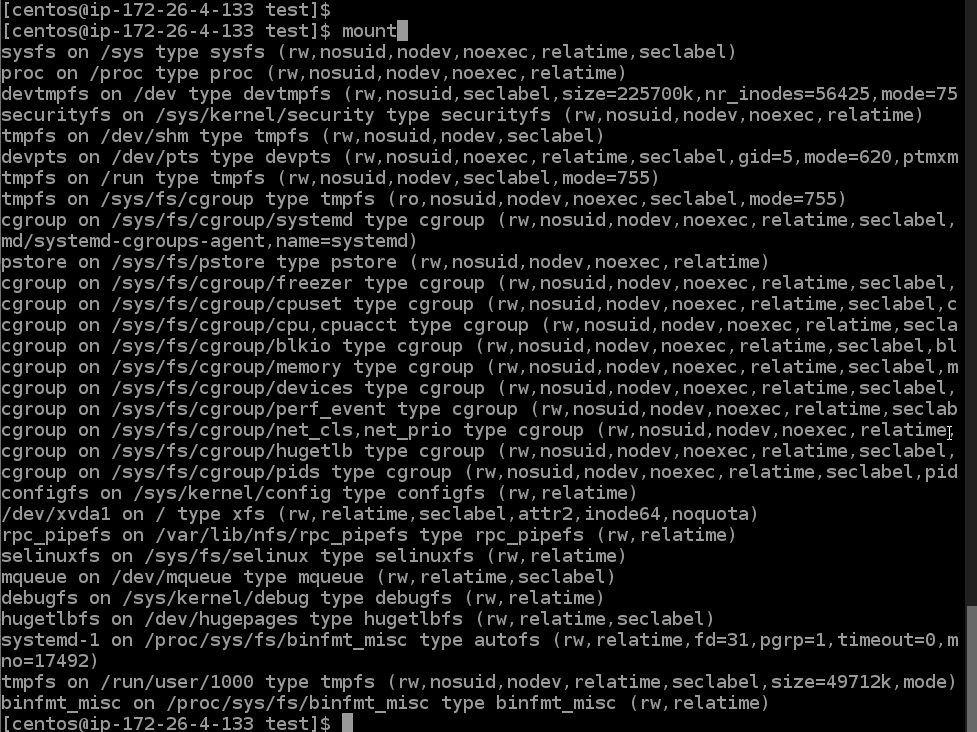 [centos@ip-172-26-4-133 test]$
[centos@ip-172-26-4-133 test]$ mount
sysfs on /sys type sysfs (rw,nosuid,nodev,noexec,relatime,seclabel)
proc on /proc type proc (rw,nosuid,nodev,noexec,relatime)
devtmpfs on /dev type devtmpfs (rw,nosuid,seclabel,size=225700k,nr_inodes=56425,mode=75
securityfs on /sys/kernel/security type securityfs (rw,nosuid,nodev,noexec,relatime)
tmpfs on /dev/shm type tmpfs (rw,nosuid,nodev,seclabel)
devpts on /dev/pts type devpts (rw,nosuid,noexec,relatime,seclabel,gid=5,mode=620,ptmxm
tmpfs on /run type tmpfs (rw,nosuid,nodev,seclabel,mode=755)
tmpfs on /sys/fs/cgroup type tmpfs (ro,nosuid,nodev,noexec,seclabel,mode=755)
cgroup on /sys/fs/cgroup/systemd type cgroup (rw,nosuid,nodev,noexec,relatime,seclabel,
md/systemd-cgroups-agent,name=systemd)
pstore on /sys/fs/pstore type pstore (rw,nosuid,nodev,noexec,relatime)
cgroup on /sys/fs/cgroup/freezer type cgroup (rw,nosuid,nodev,noexec,relatime,seclabel,
cgroup on /sys/fs/cgroup/cpuset type cgroup (rw,nosuid,nodev,noexec,relatime,seclabel,c
cgroup on /sys/fs/cgroup/cpu,cpuacct type cgroup (rw,nosuid,nodev,noexec,relatime,secla
cgroup on /sys/fs/cgroup/blkio type cgroup (rw,nosuid,nodev,noexec,relatime,seclabel,bl
cgroup on /sys/fs/cgroup/memory type cgroup (rw,nosuid,nodev,noexec,relatime,seclabel,m
cgroup on /sys/fs/cgroup/devices type cgroup (rw,nosuid,nodev,noexec,relatime,seclabel,
cgroup on /sys/fs/cgroup/perf_event type cgroup (rw,nosuid,nodev,noexec,relatime,seclab
cgroup on /sys/fs/cgroup/net_cls,net_prio type cgroup (rw,nosuid,nodev,noexec,relatime,
cgroup on /sys/fs/cgroup/hugetlb type cgroup (rw,nosuid,nodev,noexec,relatime,seclabel,
cgroup on /sys/fs/cgroup/pids type cgroup (rw,nosuid,nodev,noexec,relatime,seclabel,pid
configfs on /sys/kernel/config type configfs (rw,relatime)
/dev/xvda1 on / type xfs (rw,relatime,seclabel,attr2,inode64,noquota)
rpc_pipefs on /var/lib/nfs/rpc_pipefs type rpc_pipefs (rw,relatime)
selinuxfs on /sys/fs/selinux type selinuxfs (rw,relatime)
mqueue on /dev/mqueue type mqueue (rw,relatime,seclabel)
debugfs on /sys/kernel/debug type debugfs (rw,relatime)
hugetlbfs on /dev/hugepages type hugetlbfs (rw,relatime,seclabel)
systemd-1 on /proc/sys/fs/binfmt_misc type autofs (rw,relatime,fd=31,pgrp=1,timeout=0,m
no=17492)
tmpfs on /run/user/1000 type tmpfs (rw,nosuid,nodev,relatime,seclabel,size=49712k,mode)
binfmt_misc on /proc/sys/fs/binfmt_misc type binfmt_misc (rw,relatime)
[centos@ip-172-26-4-133 test]$